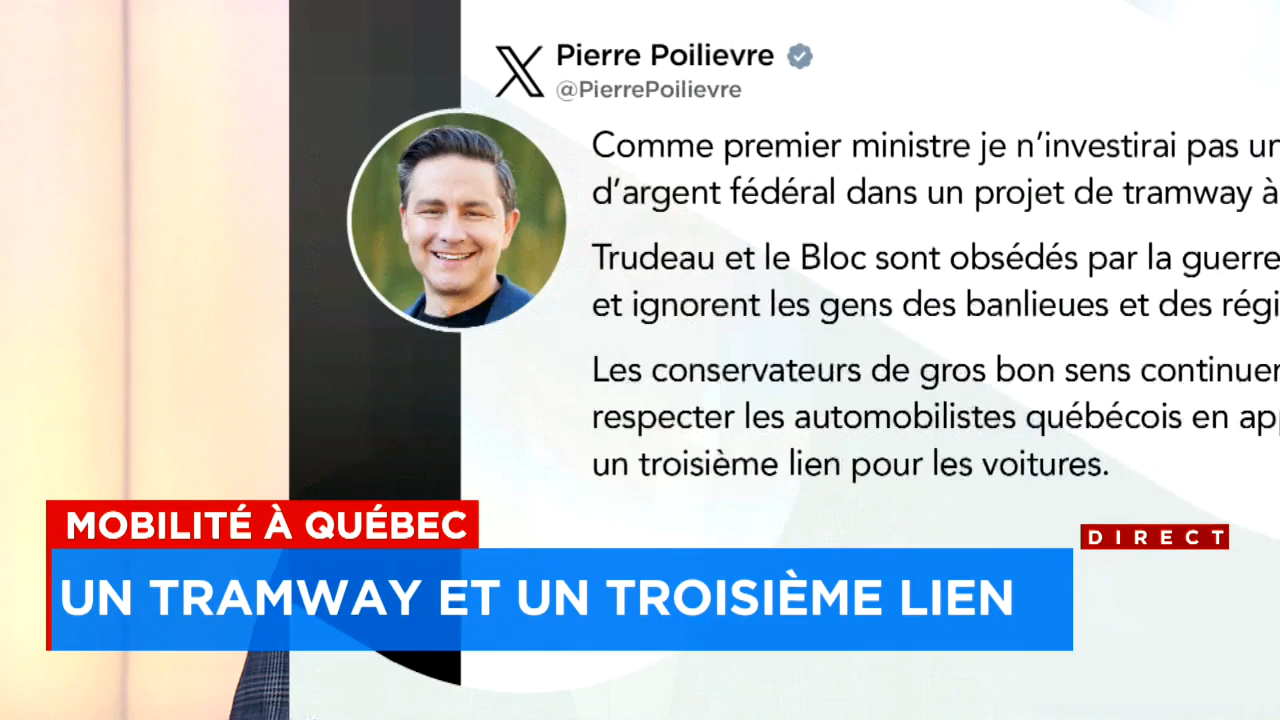 Pierre Poilievre
@PierrePoilievre
Comme premier ministre je n'investirai pas
d'argent fédéral dans un projet de tramway à
Trudeau et le Bloc sont obsédés par la guerre
et ignorent les gens des banlieues et des
Les conservateurs de gros bon sens
respecter les automobilistes québécois en
un troisième lien pour les voitures.
MOBILITÉ À QUÉBEC
DIRECT
UN TRAMWAY ET UN TROISIÈME LIEN